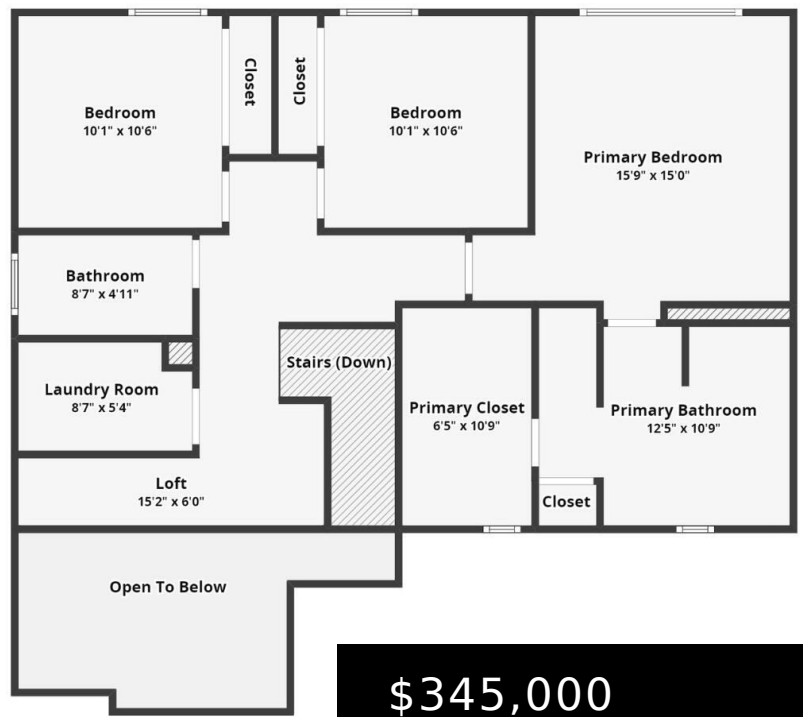 Bedroom
10'1" x 10'6"
Closet
Closet
Bedroom
10'1" x 10'6"
Primary Bedroom
15'9" x 15'0"
Bathroom
8'7" x 4'11"
Stairs (Down)
Laundry Room
8'7" x 5'4"
Primary Closet
6'5" x 10'9"
Primary Bathroom
12'5" x 10'9"
Loft
15'2" x 6'0"
Closet
Open To Below
$345,000